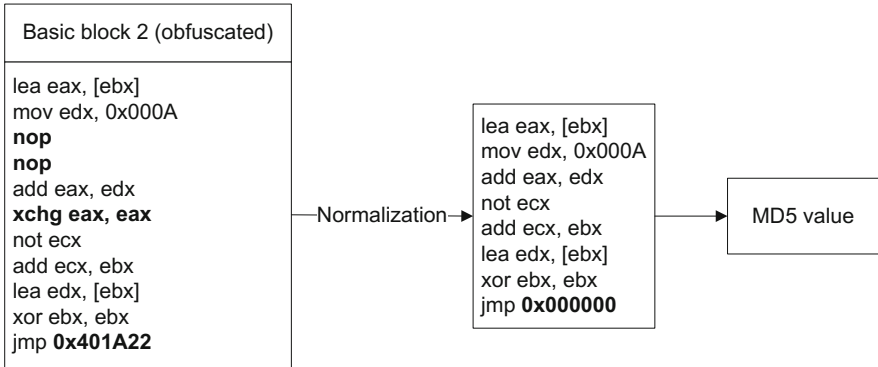 Basic block 2 (obfuscated)
lea eax, [ebx]
mov edx, 0x000A
nop
nop
add eax, edx
xchg eax, eax
not ecx
add ecx, ebx
lea edx, [ebx]
xor ebx, ebx
jmp 0x401A22
Normalization
lea eax, [ebx]
mov edx, 0x000A
add eax, edx
not ecx
add ecx, ebx
lea edx, [ebx]
xor ebx, ebx
jmp 0x000000
MD5 value